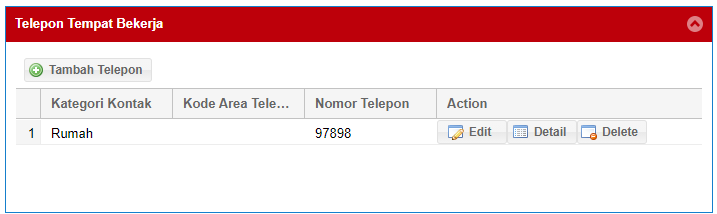 Telepon Tempat Bekerja
Tambah Telepon
Kategori Kontak Kode Area Tele... Nomor Telepon Action
1 Rumah 97898 Edit Detail Delete